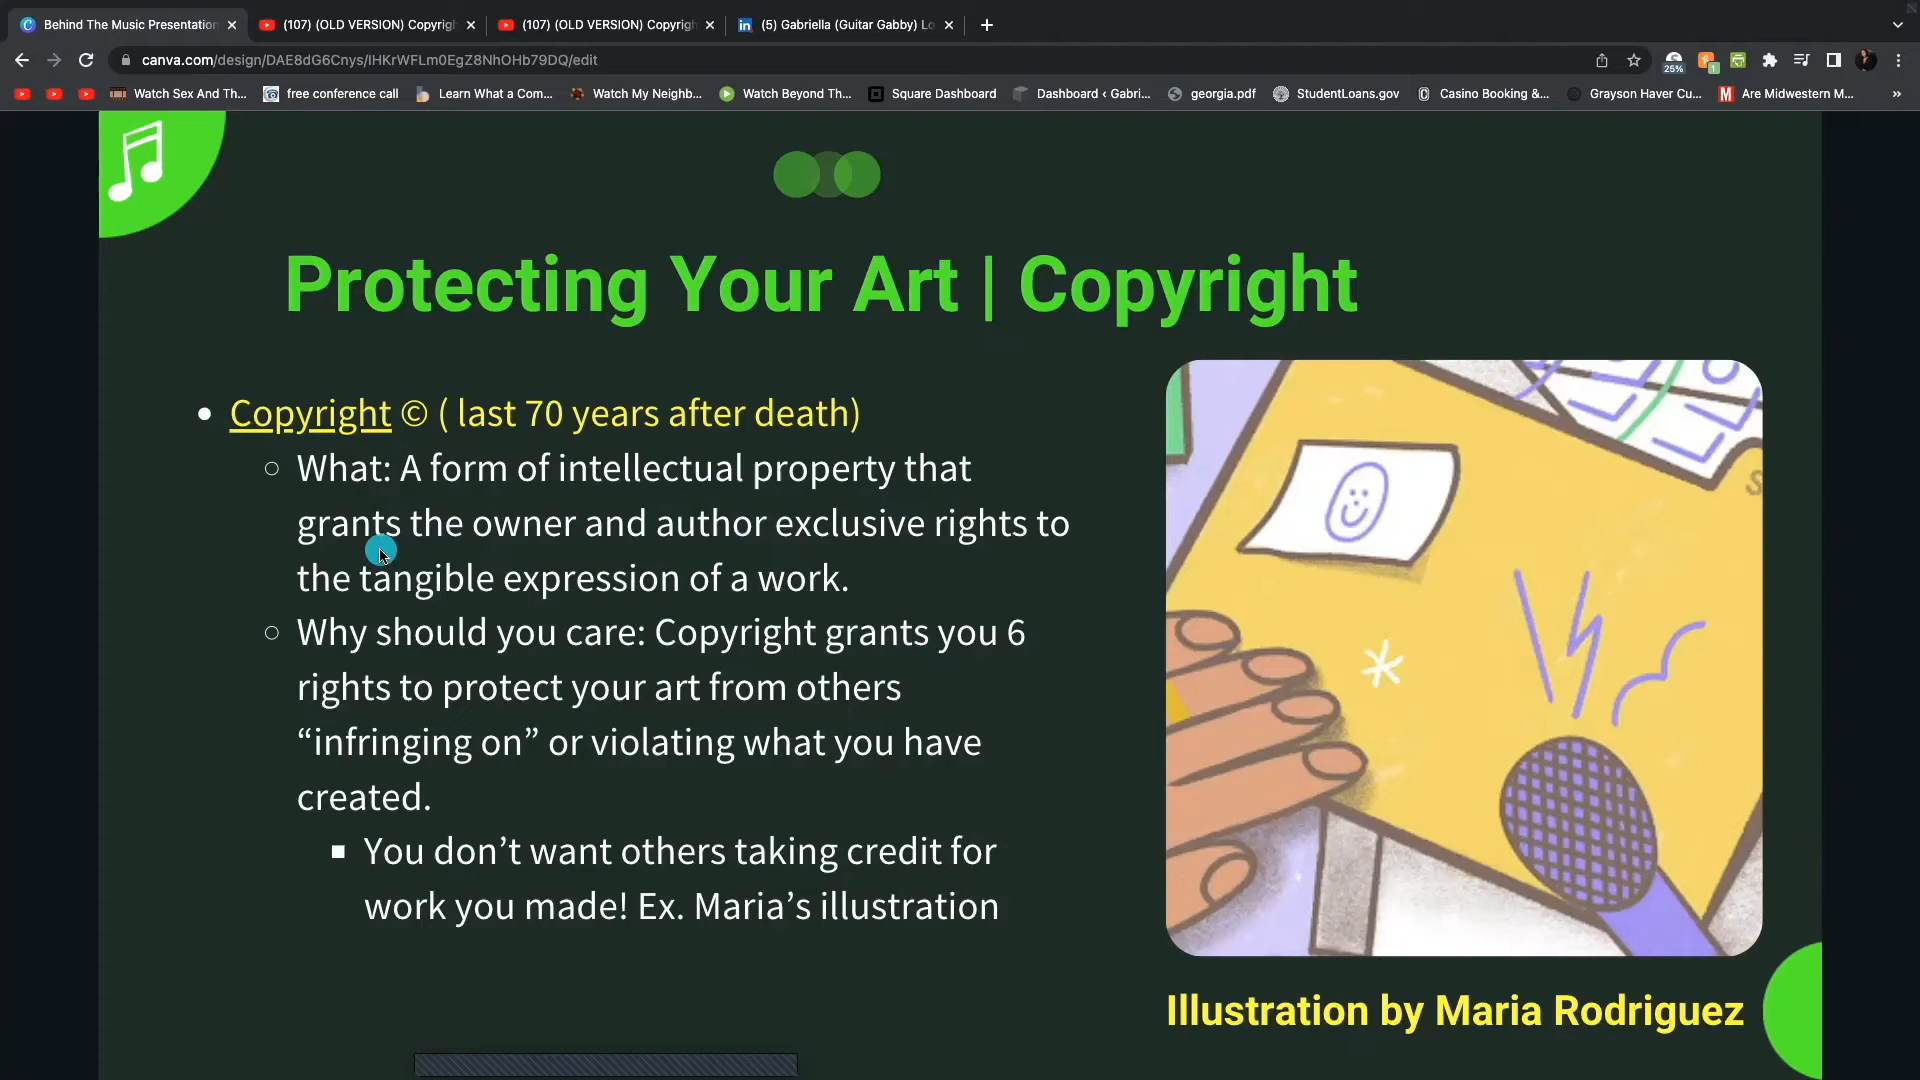 Behind The Music Presentation
(107) (OLD VERSION) Copyrigh
(107) (OLD VERSION) Copyrigh
(5) Gabriella (Guitar Gabby) Lo
canva.com/design/DAE8dG6Cnys/IHKrWFLm0EgZ8NhOHb79DQ/edit
25%
1
Watch Sex And Th...
free conference call
Learn What a Com...
Watch My Neighb...
Watch Beyond Th...
Square Dashboard
Dashboard ‹ Gabri...
georgia.pdf
StudentLoans.gov
Casino Booking &...
Grayson Haver Cu...
Are Midwestern M...
Protecting Your Art | Copyright
Copyright © ( last 70 years after death)
What: A form of intellectual property that
grants the owner and author exclusive rights to
the tangible expression of a work.
Why should you care: Copyright grants you 6
rights to protect your art from others
“infringing on” or violating what you have
created.
You don’t want others taking credit for
work you made! Ex. Maria’s illustration
Illustration by Maria Rodriguez